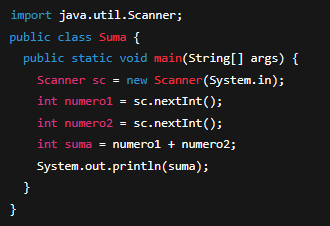 import java.util.Scanner;
public class Suma {
  public static void main(String[] args) {
    Scanner sc = new Scanner(System.in);
    int numero1 = sc.nextInt();
    int numero2 = sc.nextInt();
    int suma = numero1 + numero2;
    System.out.println(suma);
  }
}